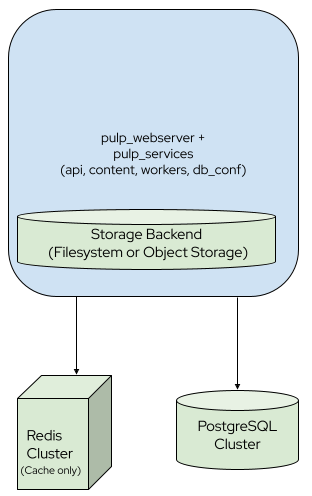 pulp_webserver +
pulp_services
(api, content, workers, db_conf)
Storage Backend
(Filesystem or Object Storage)
Redis
Cluster
(Cache only)
PostgreSQL
Cluster